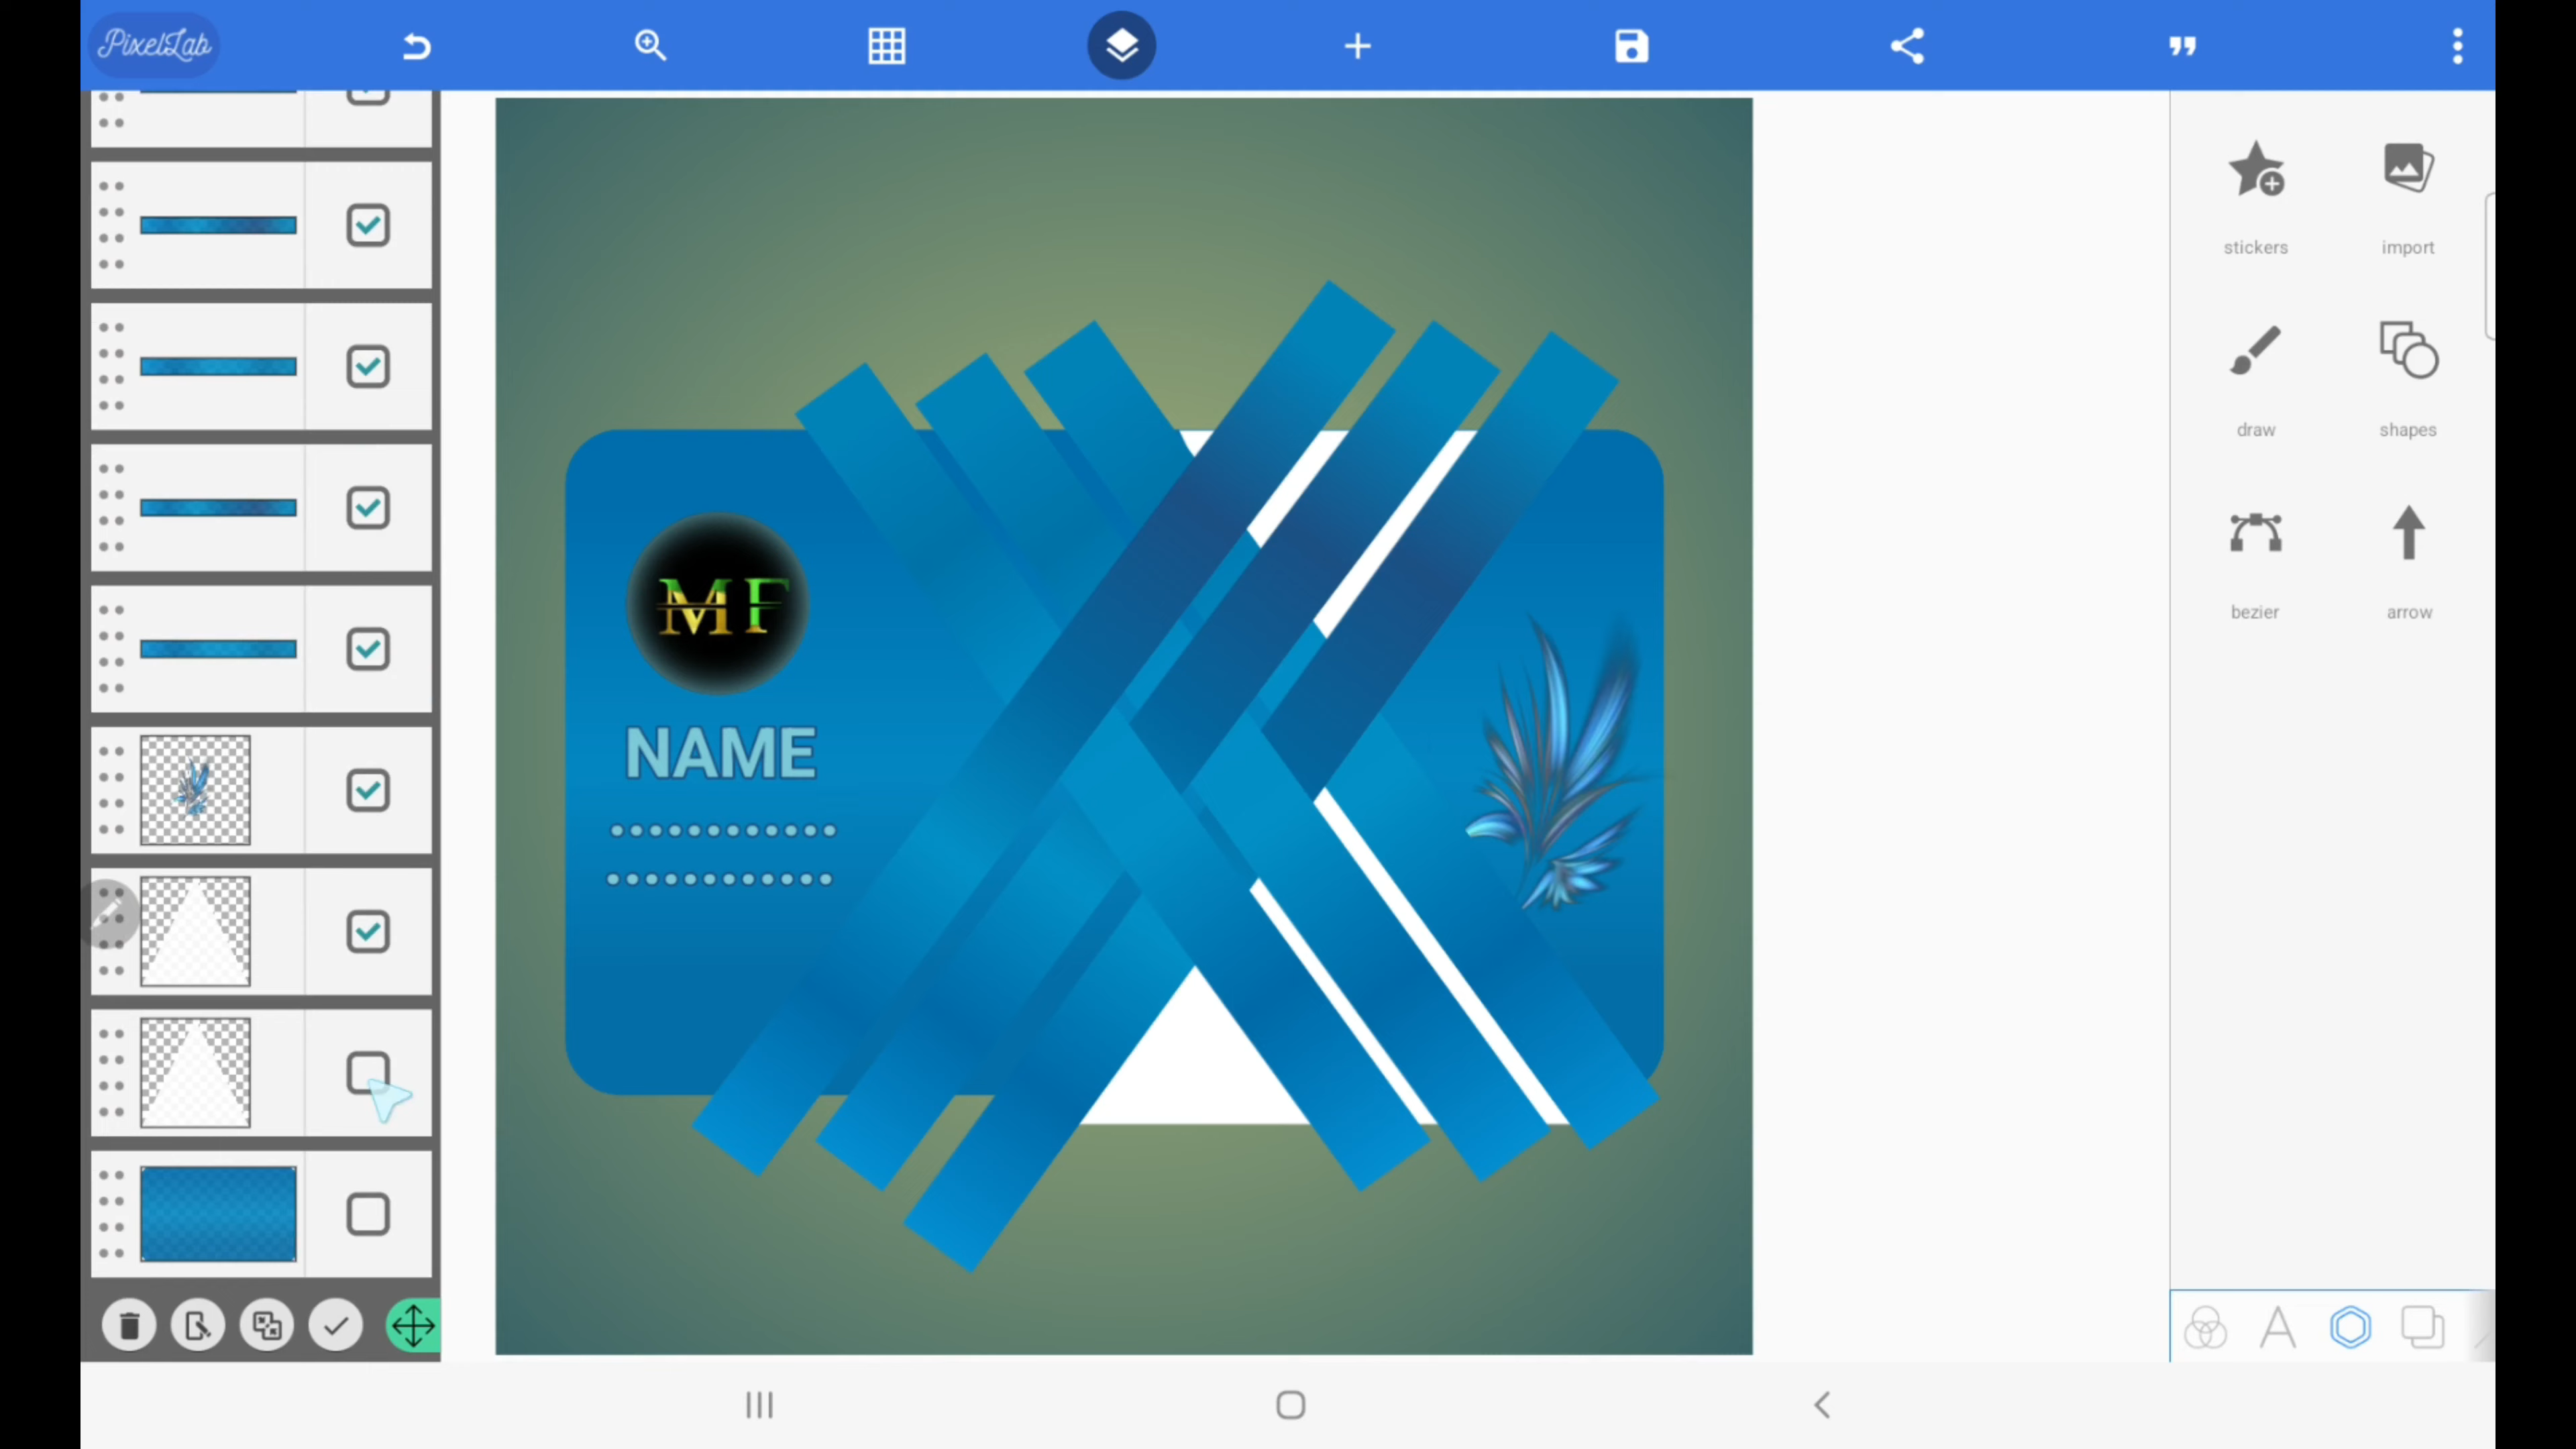 PixelLab
stickers
import
draw
shapes
bezier
arrow
MF
NAME